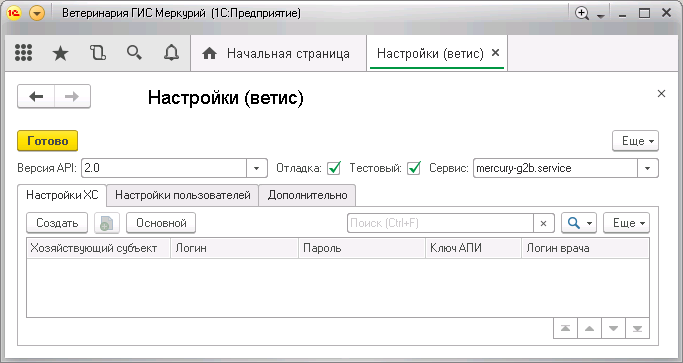 Ветеринария ГИС Меркурий (1С:Предприятие)
Начальная страница
Настройки (ветис)
Настройки (ветис)
Готово
Еще
Версия API: 2.0 Отладка: Тестовый: Сервис: mercury-g2b.service
Настройки ХС Настройки пользователей Дополнительно
Создать Основной Поиск (Ctrl+F) Еще
Хозяйствующий субъект Логин Пароль Ключ АПИ Логин врача